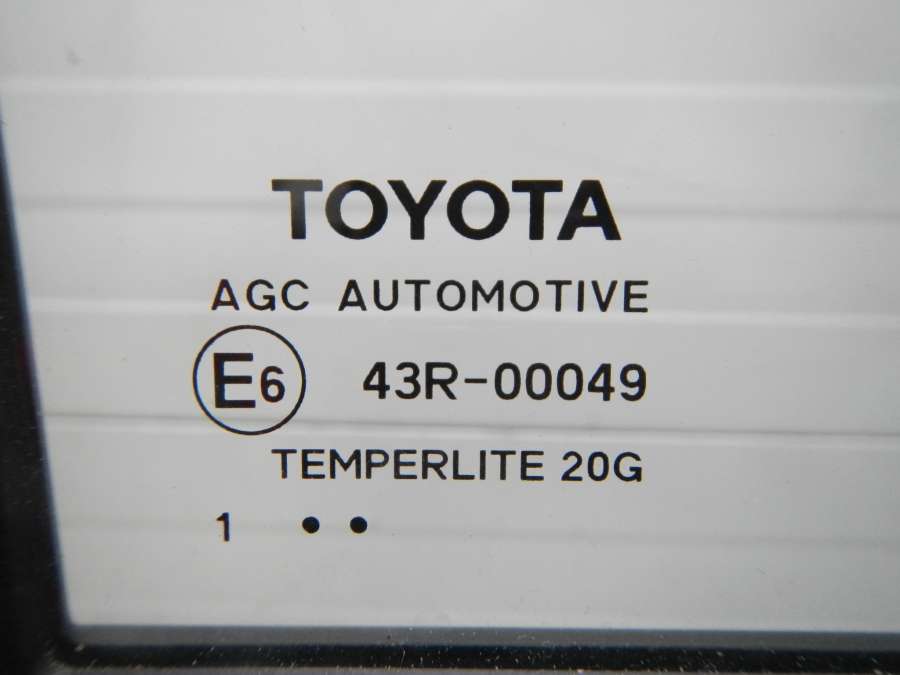 TOYOTA
AGC AUTOMOTIVE
E6 43R-00049
TEMPERLITE 20G
1 ••